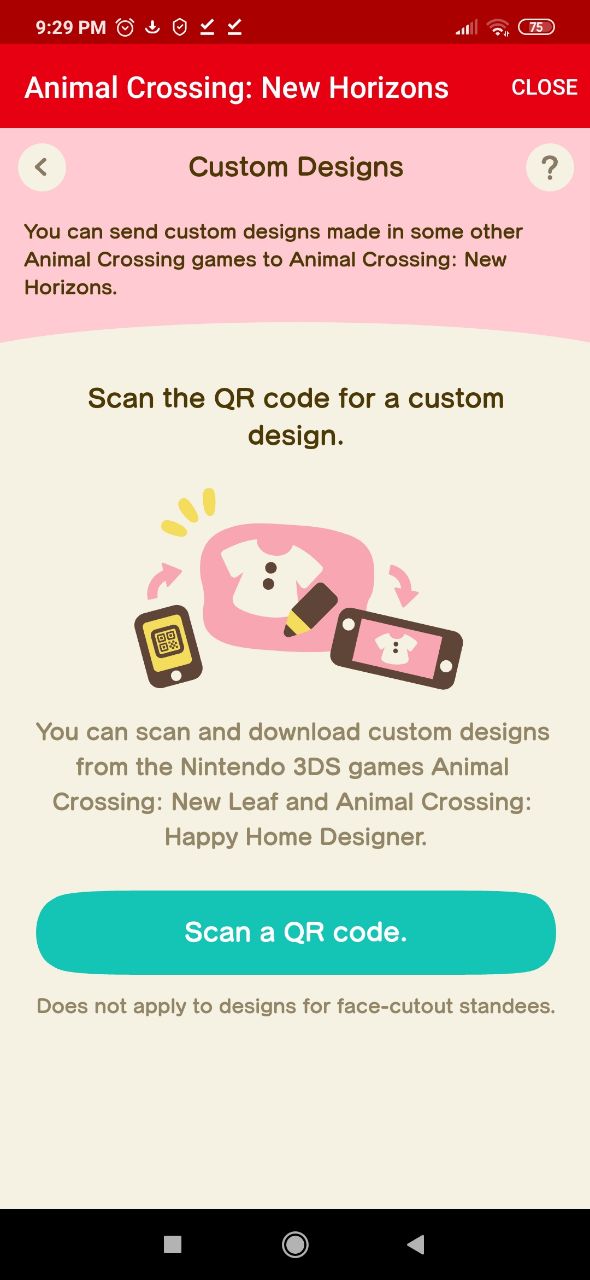 9:29 PM
75
Animal Crossing: New Horizons
CLOSE
Custom Designs
?
You can send custom designs made in some other
Animal Crossing games to Animal Crossing: New
Horizons.
Scan the QR code for a custom
design.
You can scan and download custom designs
from the Nintendo 3DS games Animal
Crossing: New Leaf and Animal Crossing:
Happy Home Designer.
Scan a QR code.
Does not apply to designs for face-cutout standees.